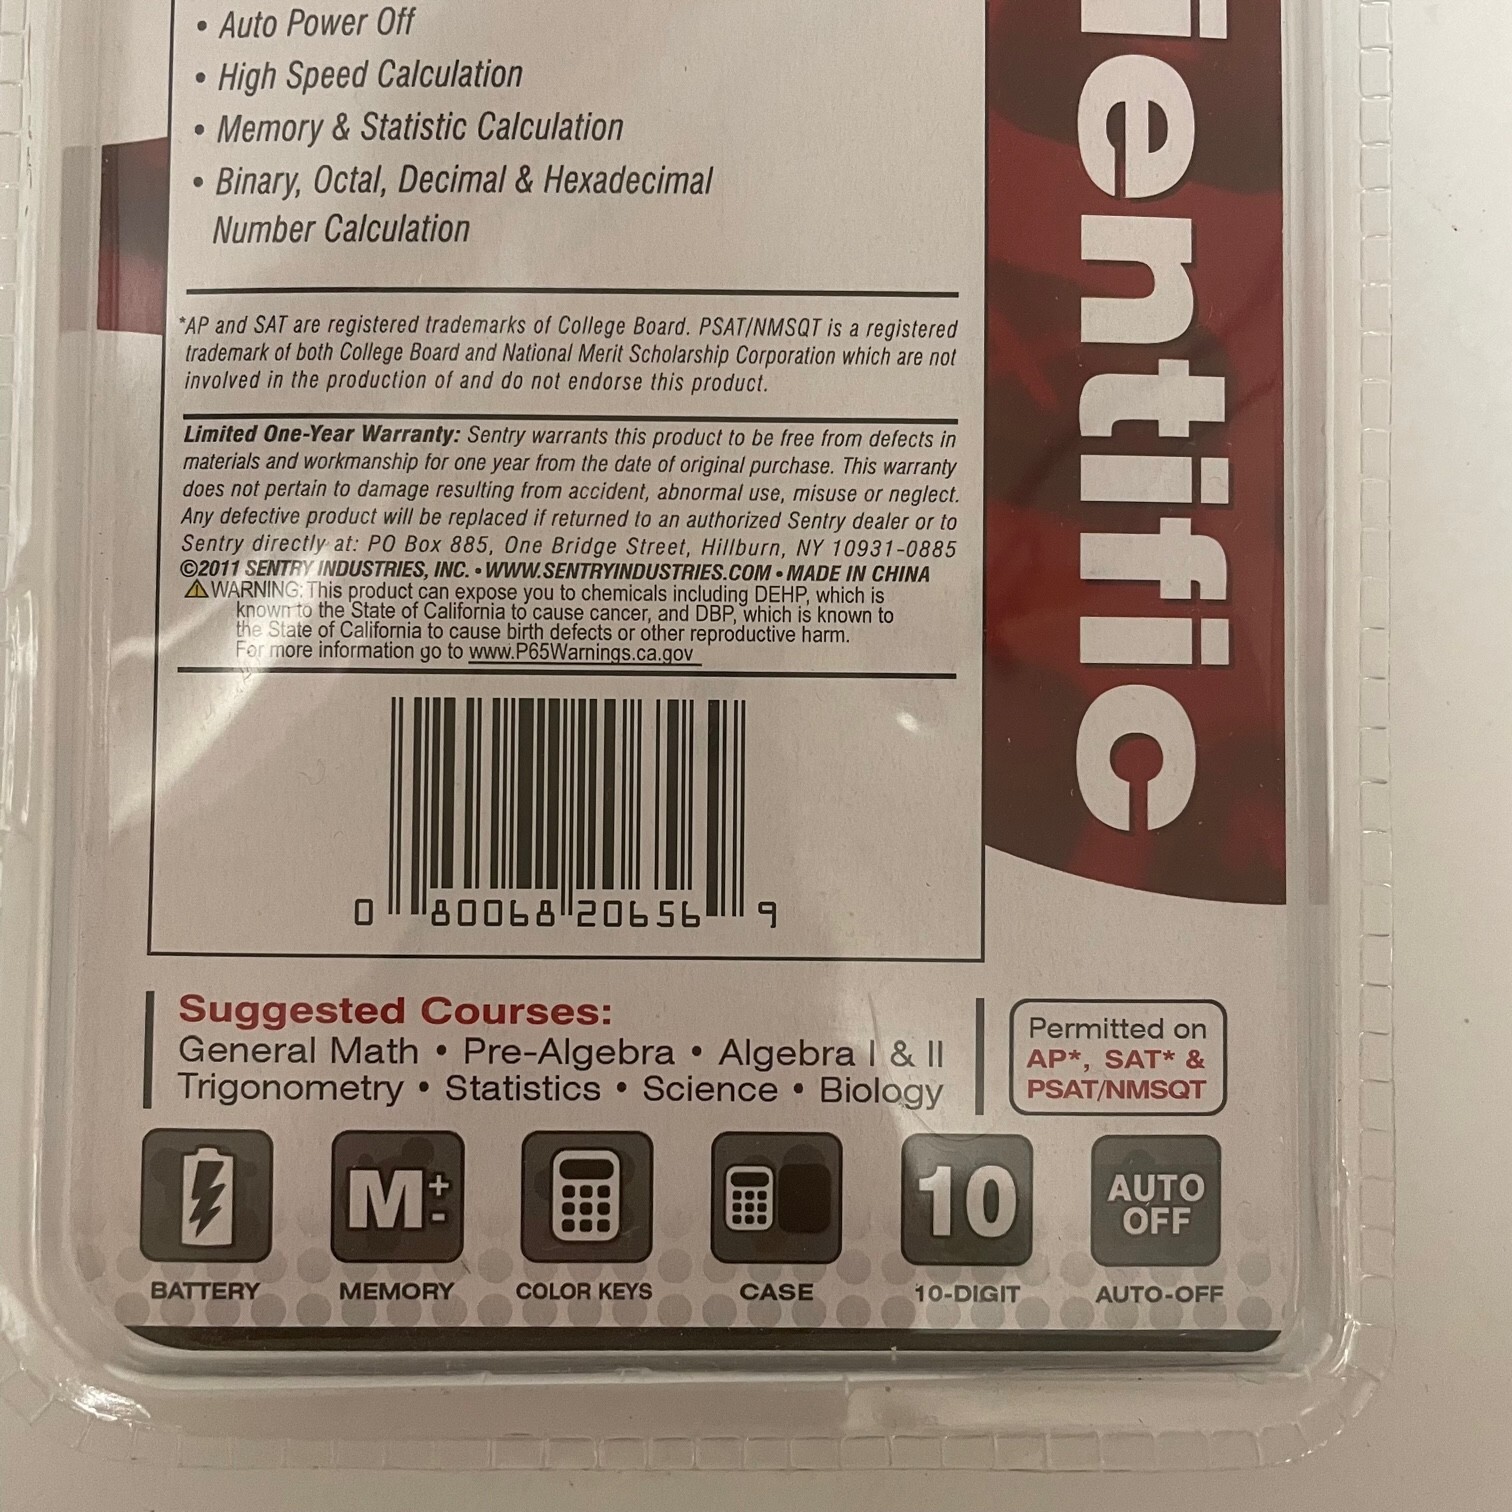 • Auto Power Off
• High Speed Calculation
• Memory & Statistic Calculation
• Binary, Octal, Decimal & Hexadecimal
Number Calculation
*AP and SAT are registered trademarks of College Board. PSAT/NMSQT is a registered
trademark of both College Board and National Merit Scholarship Corporation which are not
involved in the production of and do not endorse this product.
Limited One-Year Warranty: Sentry warrants this product to be free from defects in
materials and workmanship for one year from the date of original purchase. This warranty
does not pertain to damage resulting from accident, abnormal use, misuse or neglect.
Any defective product will be replaced if returned to an authorized Sentry dealer or to
Sentry directly at: PO Box 885, One Bridge Street, Hillburn, NY 10931-0885
©2011 SENTRY INDUSTRIES, INC. • WWW.SENTRYINDUSTRIES.COM • MADE IN CHINA
⚠WARNING: This product can expose you to chemicals including DEHP, which is
known to the State of California to cause cancer, and DBP, which is known to
the State of California to cause birth defects or other reproductive harm.
For more information go to www.P65Warnings.ca.gov
0 80068 20656 9
ientific
Suggested Courses:
General Math • Pre-Algebra • Algebra I & II
Trigonometry • Statistics • Science • Biology
Permitted on
AP*, SAT* &
PSAT/NMSQT
M+-
10
AUTO
OFF
BATTERY
MEMORY
COLOR KEYS
CASE
10-DIGIT
AUTO-OFF